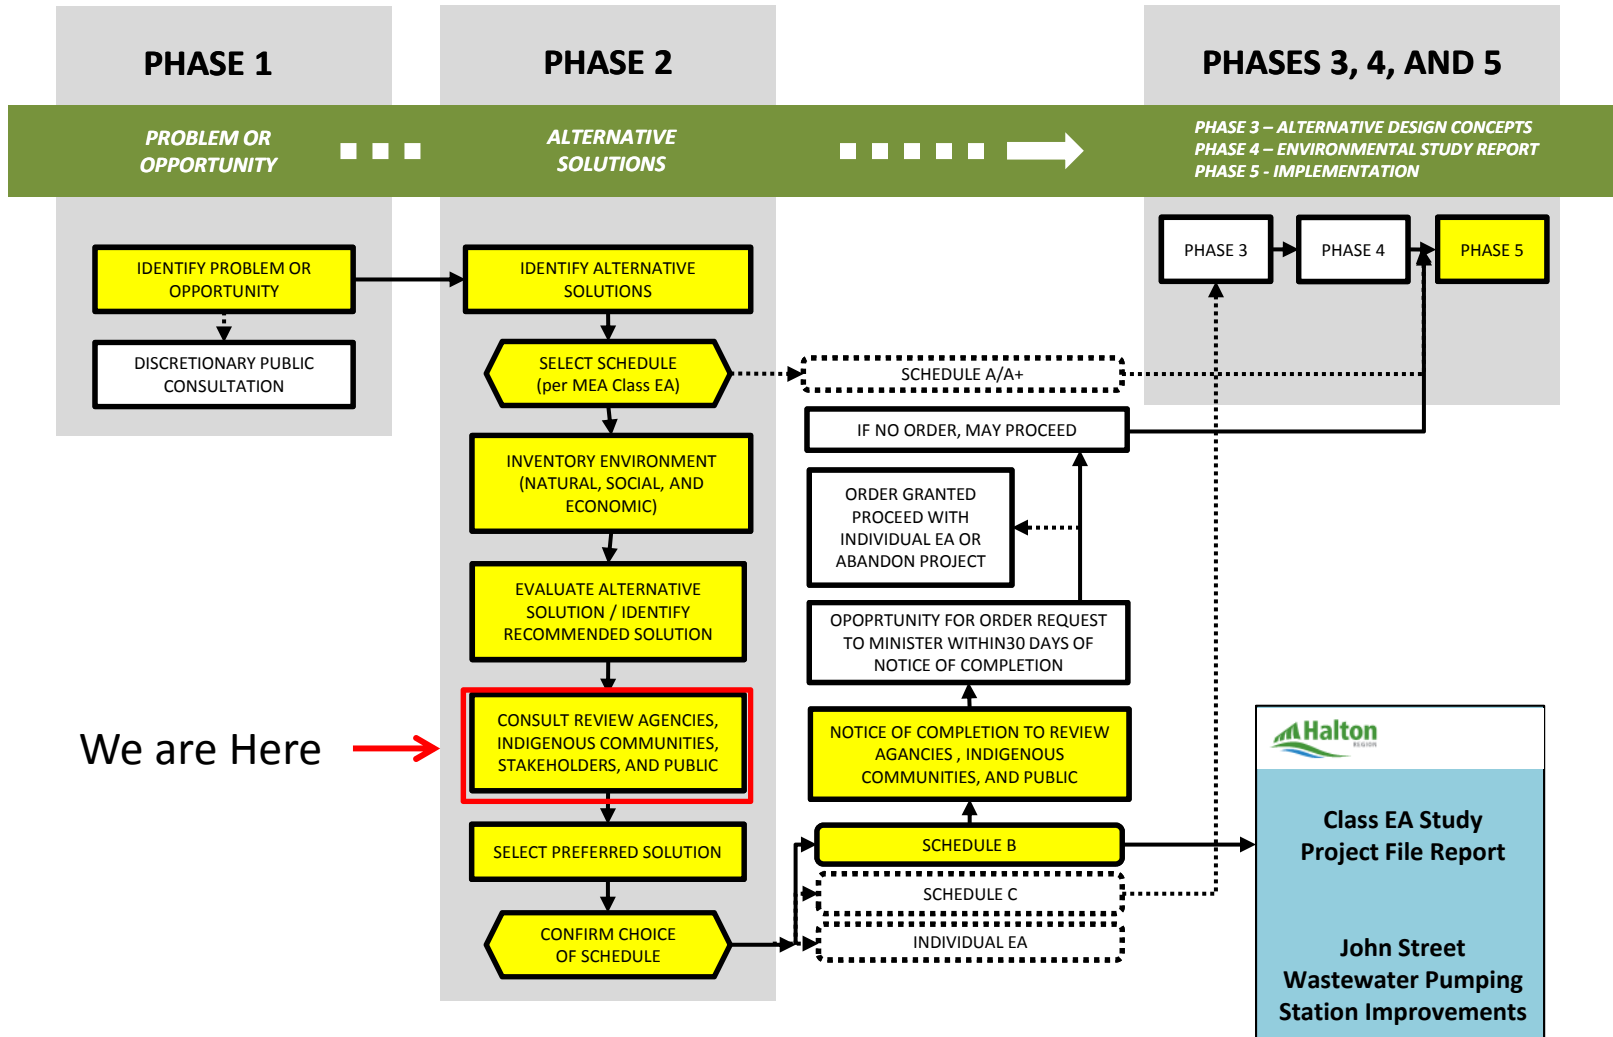 PHASE 1
PHASE 2
PHASES 3, 4, AND 5
PROBLEM OR
OPPORTUNITY
ALTERNATIVE
SOLUTIONS
PHASE 3 – ALTERNATIVE DESIGN CONCEPTS
PHASE 4 – ENVIRONMENTAL STUDY REPORT
PHASE 5 - IMPLEMENTATION
IDENTIFY PROBLEM OR
OPPORTUNITY
DISCRETIONARY PUBLIC
CONSULTATION
IDENTIFY ALTERNATIVE
SOLUTIONS
SELECT SCHEDULE
(per MEA Class EA)
INVENTORY ENVIRONMENT
(NATURAL, SOCIAL, AND
ECONOMIC)
EVALUATE ALTERNATIVE
SOLUTION / IDENTIFY
RECOMMENDED SOLUTION
We are Here
CONSULT REVIEW AGENCIES,
INDIGENOUS COMMUNITIES,
STAKEHOLDERS, AND PUBLIC
SELECT PREFERRED SOLUTION
CONFIRM CHOICE
OF SCHEDULE
SCHEDULE A/A+
IF NO ORDER, MAY PROCEED
ORDER GRANTED
PROCEED WITH
INDIVIDUAL EA OR
ABANDON PROJECT
OPOPRTUNITY FOR ORDER REQUEST
TO MINISTER WITHIN30 DAYS OF
NOTICE OF COMPLETION
NOTICE OF COMPLETION TO REVIEW
AGANCIES , INDIGENOUS
COMMUNITIES, AND PUBLIC
SCHEDULE B
SCHEDULE C
INDIVIDUAL EA
PHASE 3
PHASE 4
PHASE 5
Halton
REGION
Class EA Study
Project File Report
John Street
Wastewater Pumping
Station Improvements